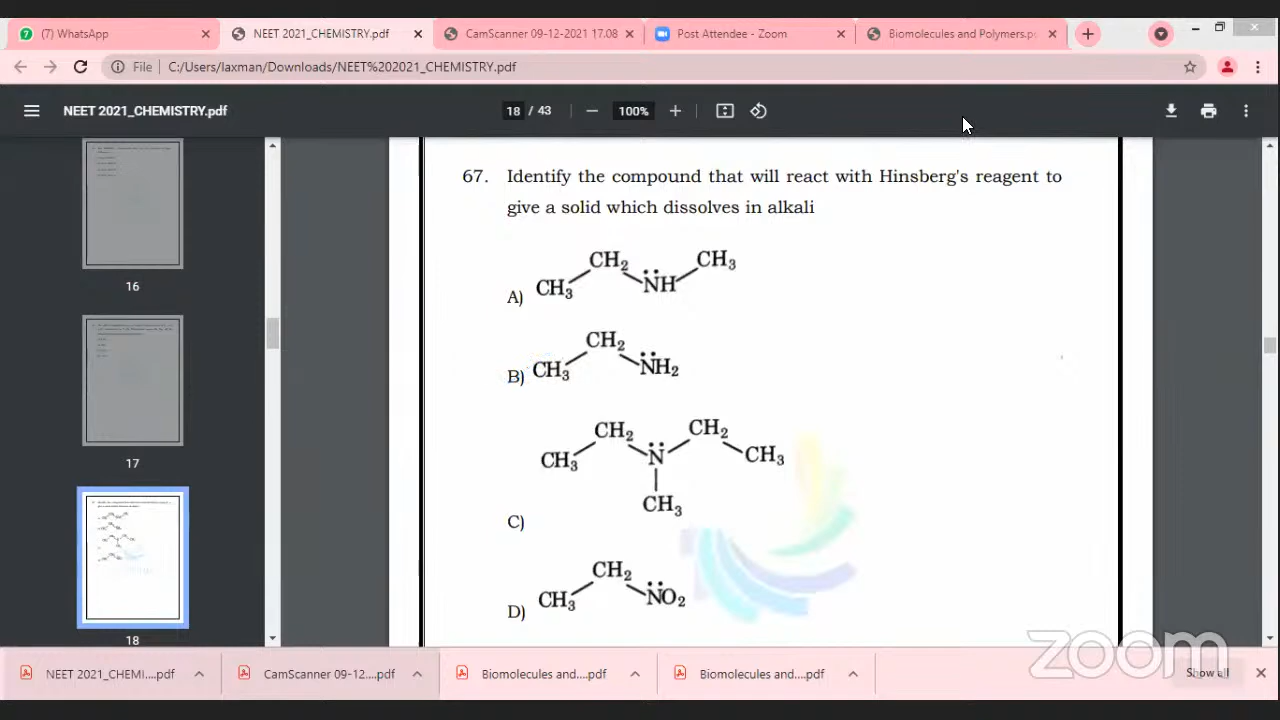 (7) WhatsApp
NEET 2021_CHEMISTRY.pdf
CamScanner 09-12-2021 17.08
Post Attendee - Zoom
Biomolecules and Polymers.p
File
C:/Users/laxman/Downloads/NEET%202021_CHEMISTRY.pdf
NEET 2021_CHEMISTRY.pdf
18 / 43
100%
16
17
18
67. Identify the compound that will react with Hinsberg's reagent to
give a solid which dissolves in alkali
A) CH3 CH2 NH CH3
B) CH3 CH2 NH2
C) CH3 CH2 N CH2 CH3
CH3
D) CH3 CH2 NO2
zoom
NEET 2021_CHEMI....pdf
CamScanner 09-12....pdf
Biomolecules and....pdf
Biomolecules and....pdf
Show all